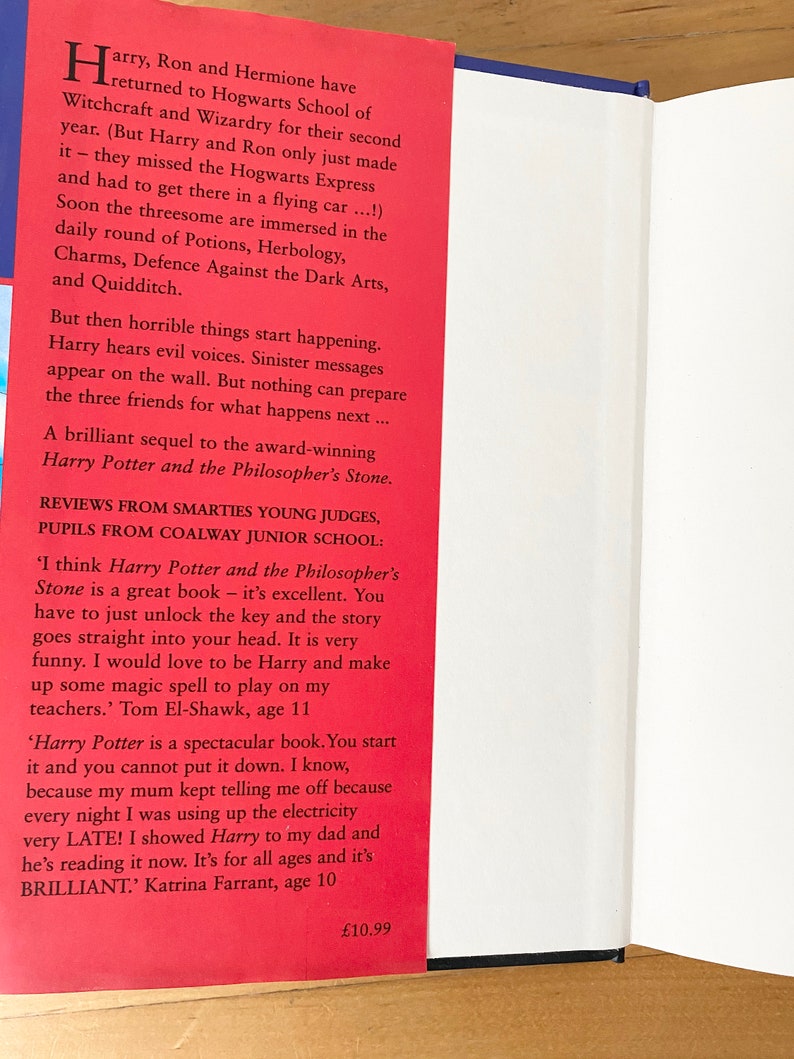 Harry, Ron and Hermione have
returned to Hogwarts School of
Witchcraft and Wizardry for their second
year. (But Harry and Ron only just made
it – they missed the Hogwarts Express
and had to get there in a flying car ...!)
Soon the threesome are immersed in the
daily round of Potions, Herbology,
Charms, Defence Against the Dark Arts,
and Quidditch.
But then horrible things start happening.
Harry hears evil voices. Sinister messages
appear on the wall. But nothing can prepare
the three friends for what happens next ...
A brilliant sequel to the award-winning
Harry Potter and the Philosopher's Stone.
REVIEWS FROM SMARTIES YOUNG JUDGES,
PUPILS FROM COALWAY JUNIOR SCHOOL:
‘I think Harry Potter and the Philosopher's
Stone is a great book – it's excellent. You
have to just unlock the key and the story
goes straight into your head. It is very
funny. I would love to be Harry and make
up some magic spell to play on my
teachers.’ Tom El-Shawk, age 11
‘Harry Potter is a spectacular book. You start
it and you cannot put it down. I know,
because my mum kept telling me off because
every night I was using up the electricity
very LATE! I showed Harry to my dad and
he's reading it now. It's for all ages and it's
BRILLIANT.’ Katrina Farrant, age 10
£10.99